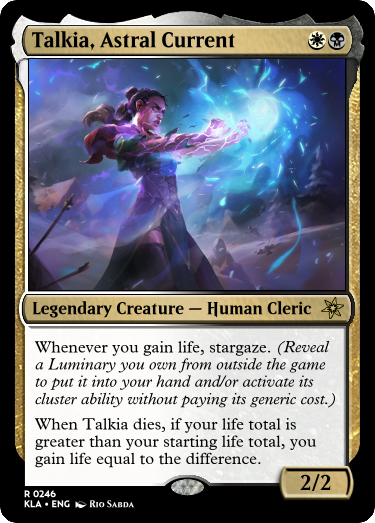 Talkia, Astral Current
Legendary Creature — Human Cleric
Whenever you gain life, stargaze. (Reveal
a Luminary you own from outside the game
to put it into your hand and/or activate its
cluster ability without paying its generic cost.)
When Talkia dies, if your life total is
greater than your starting life total, you
gain life equal to the difference.
2/2
R 0246
KLA • ENG Rio Sabda